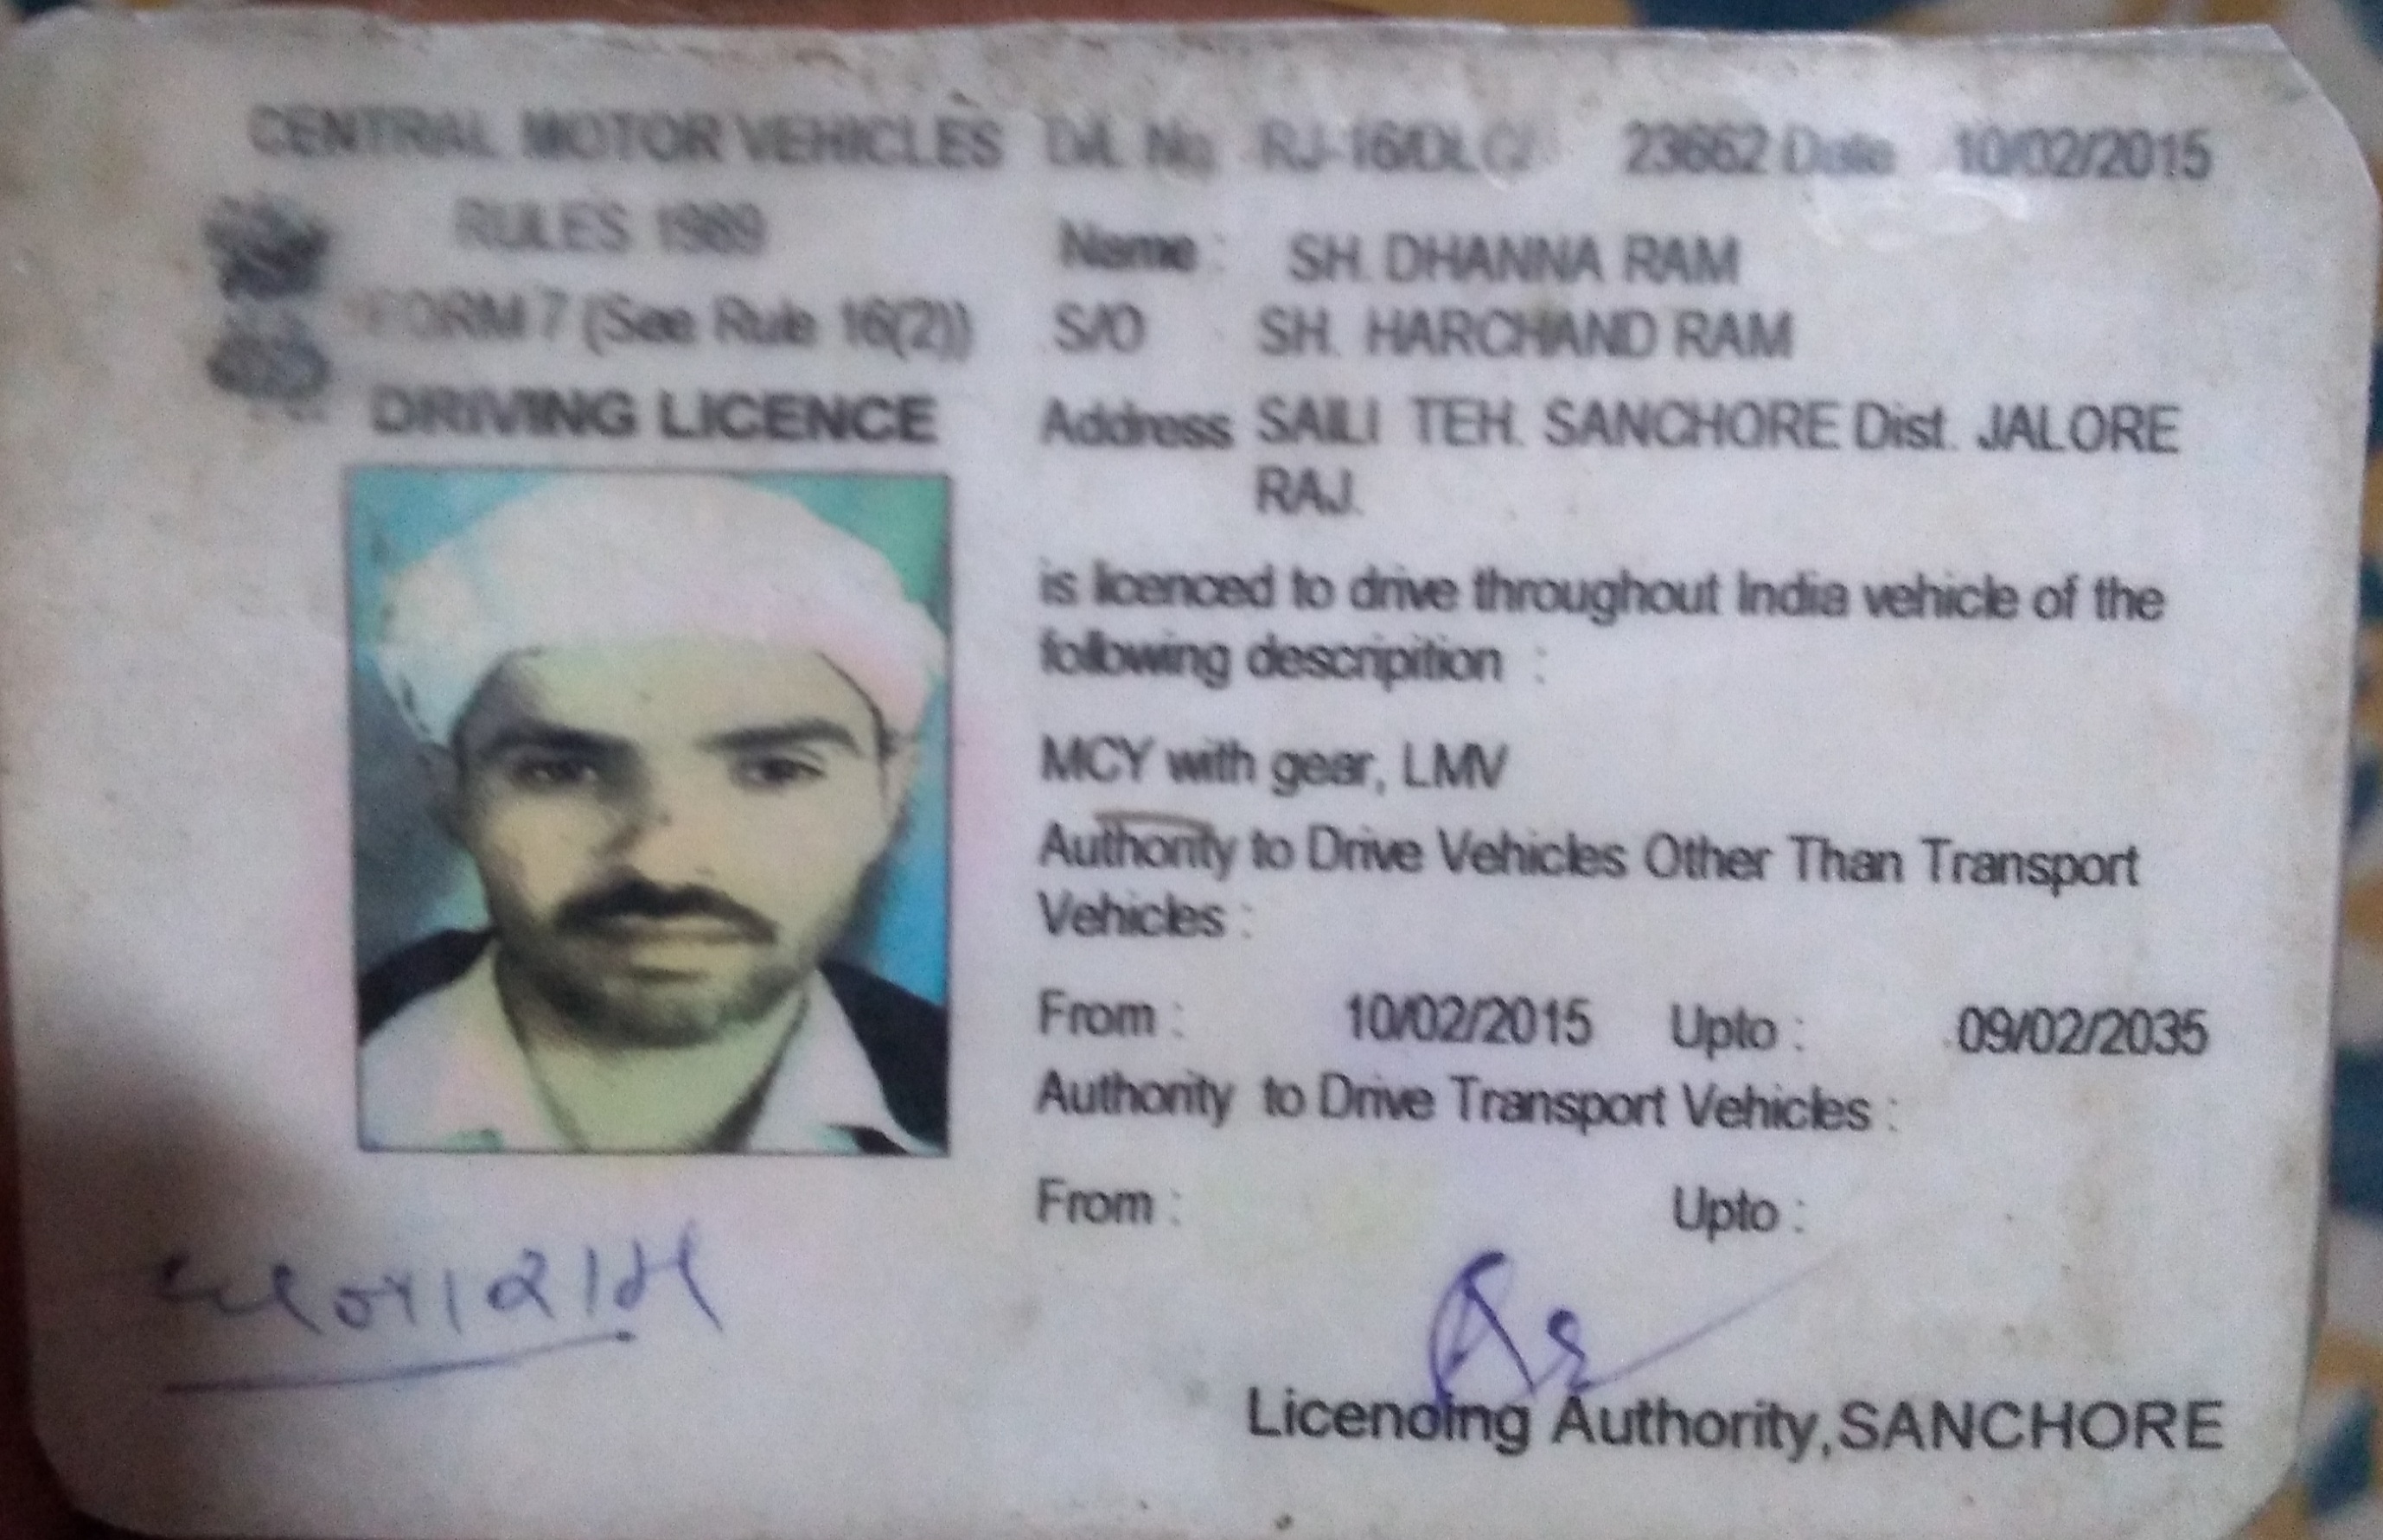 CENTRAL MOTOR VEHICLES
RULES 1989
FORM 7 (See Rule 16(2))
DRIVING LICENCE
D/L No RJ-16/DLC/ 23662 Date 10/02/2015
Name : SH. DHANNA RAM
S/O SH. HARCHAND RAM
Address SAILI TEH. SANCHORE Dist. JALORE
RAJ.
is licenced to drive throughout India vehicle of the
following descripition :
MCY with gear, LMV
Authority to Drive Vehicles Other Than Transport
Vehicles :
From : 10/02/2015 Upto : 09/02/2035
Authority to Drive Transport Vehicles :
From : Upto :
Licencing Authority,SANCHORE